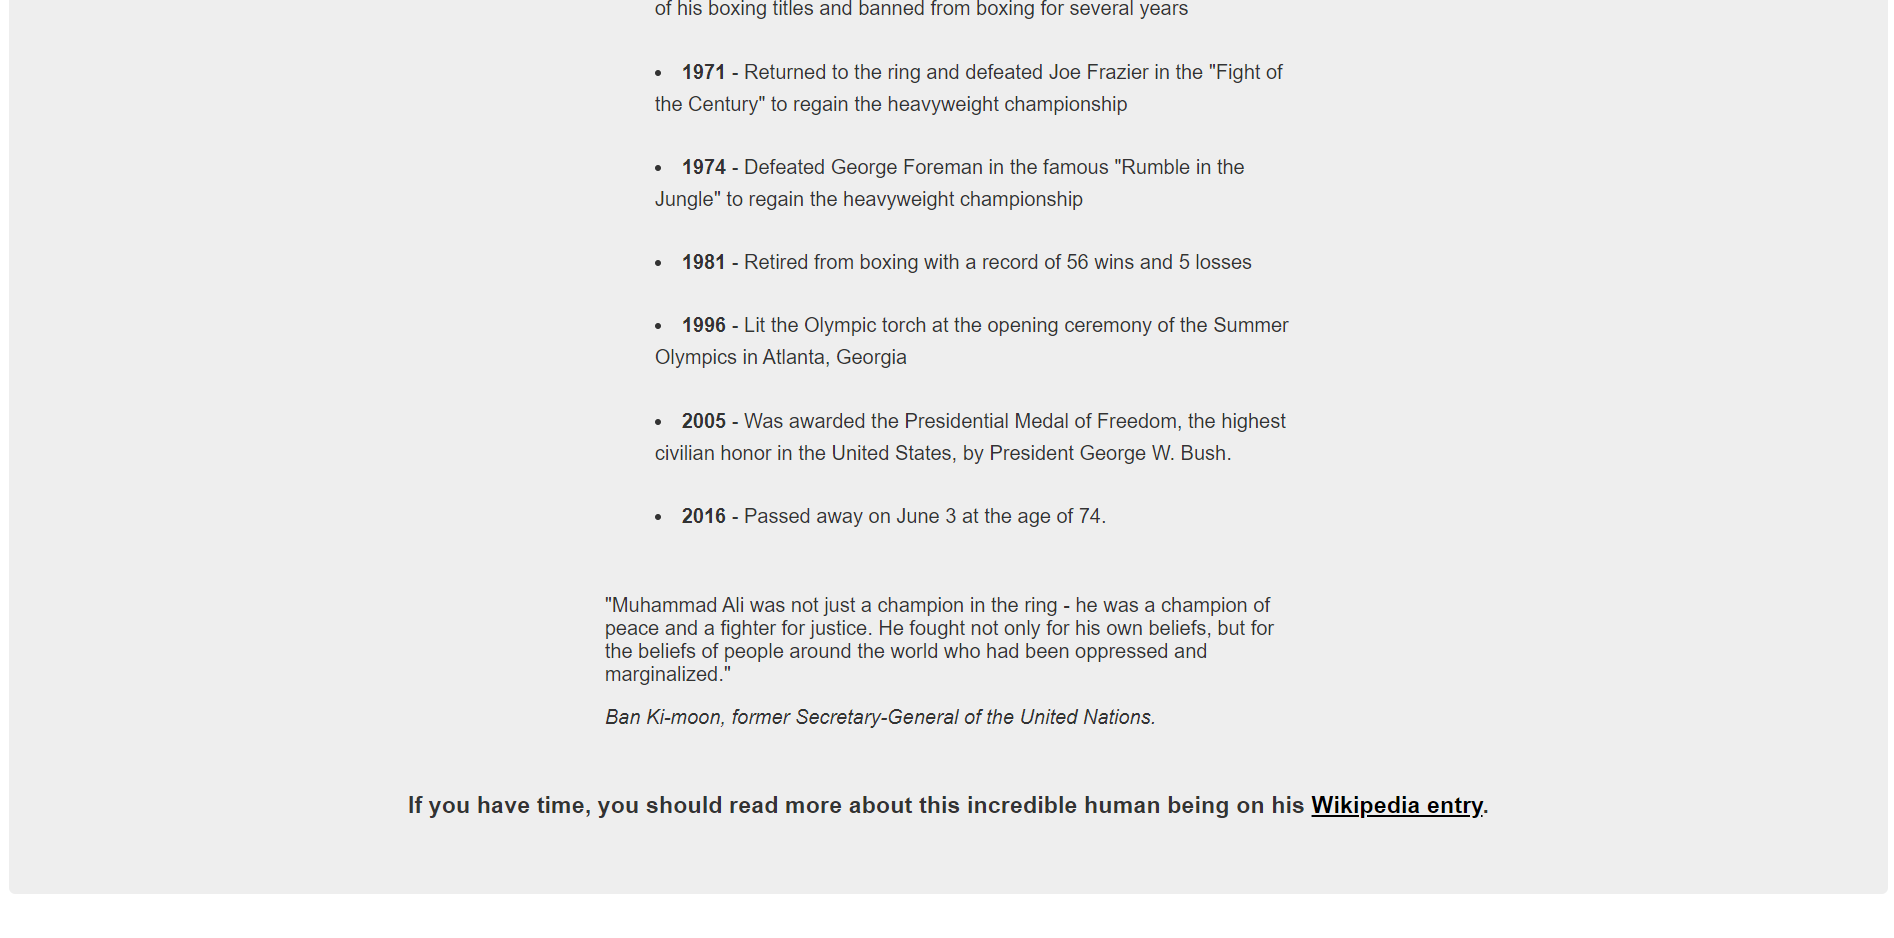 of his boxing titles and banned from boxing for several years
• 1971 - Returned to the ring and defeated Joe Frazier in the "Fight of
the Century" to regain the heavyweight championship
• 1974 - Defeated George Foreman in the famous "Rumble in the
Jungle" to regain the heavyweight championship
• 1981 - Retired from boxing with a record of 56 wins and 5 losses
• 1996 - Lit the Olympic torch at the opening ceremony of the Summer
Olympics in Atlanta, Georgia
• 2005 - Was awarded the Presidential Medal of Freedom, the highest
civilian honor in the United States, by President George W. Bush.
• 2016 - Passed away on June 3 at the age of 74.
"Muhammad Ali was not just a champion in the ring - he was a champion of
peace and a fighter for justice. He fought not only for his own beliefs, but for
the beliefs of people around the world who had been oppressed and
marginalized."
Ban Ki-moon, former Secretary-General of the United Nations.
If you have time, you should read more about this incredible human being on his Wikipedia entry.